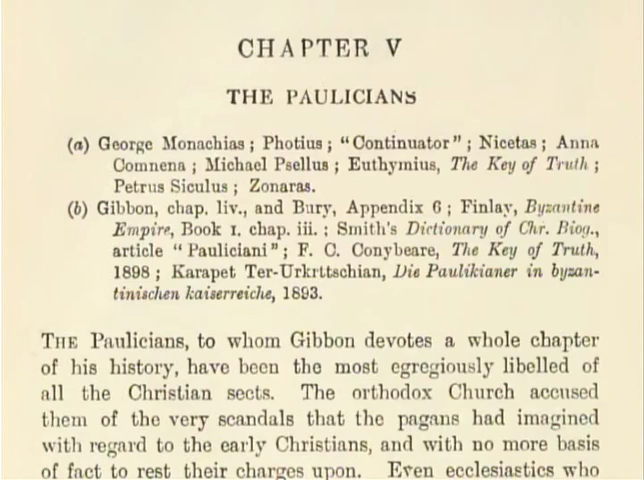 CHAPTER V
THE PAULICIANS
(a) George Monachias; Photius; “Continuator”; Nicetas; Anna
Comnena; Michael Psellus; Euthymius, The Key of Truth;
Petrus Siculus; Zonaras.
(b) Gibbon, chap. liv., and Bury, Appendix 6; Finlay, Byzantine
Empire, Book I. chap. iii.; Smith's Dictionary of Chr. Biog.,
article “Pauliciani”; F. C. Conybeare, The Key of Truth,
1898; Karapet Ter-Urkrttschian, Die Paulikianer in byzan-
tinischen kaiserreiche, 1893.
THE Paulicians, to whom Gibbon devotes a whole chapter
of his history, have been the most egregiously libelled of
all the Christian sects. The orthodox Church accused
them of the very scandals that the pagans had imagined
with regard to the early Christians, and with no more basis
of fact to rest their charges upon. Even ecclesiastics who